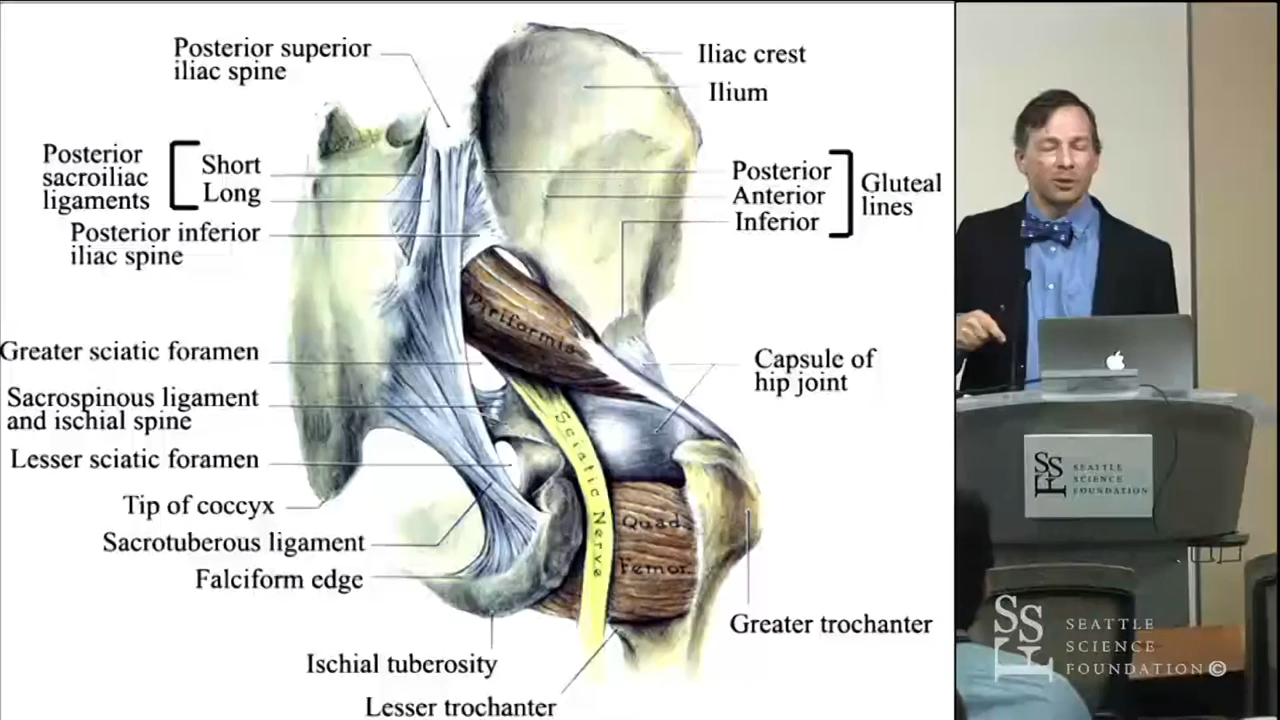 Posterior superior
iliac spine
Iliac crest
Ilium
Posterior
sacroiliac
ligaments
Short
Long
Posterior
Anterior
Inferior
Gluteal
lines
Posterior inferior
iliac spine
Piriformis
Greater sciatic foramen
Capsule of
hip joint
Sacrospinous ligament
and ischial spine
Sciatic Nerve
Lesser sciatic foramen
Tip of coccyx
Quad.
Femor.
Sacrotuberous ligament
Falciform edge
Greater trochanter
Ischial tuberosity
Lesser trochanter
SSF
SEATTLE
SCIENCE
FOUNDATION
SSF
SEATTLE
SCIENCE
FOUNDATION©